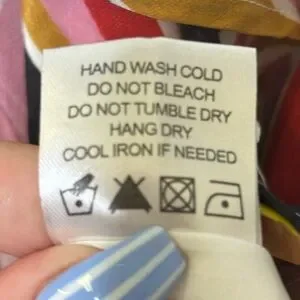 HAND WASH COLD
DO NOT BLEACH
DO NOT TUMBLE DRY
HANG DRY
COOL IRON IF NEEDED